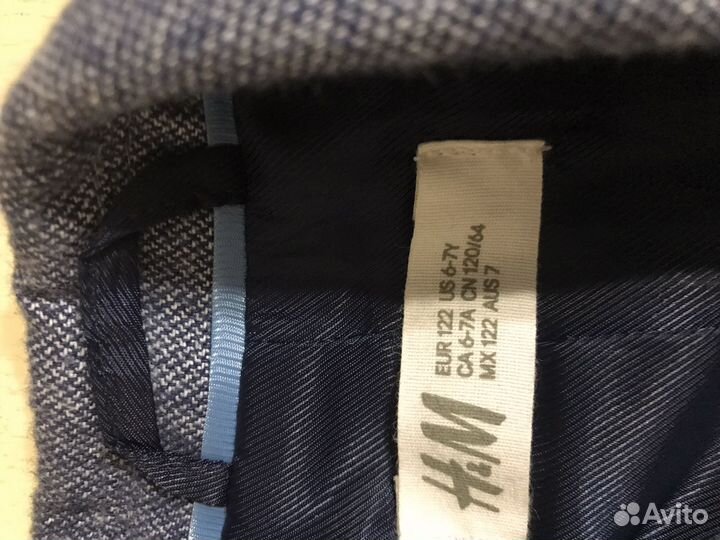 H&M
EUR 122 US 6-7Y
CA 6-7A CN 120/64
MX 122 AUS 7
Avito